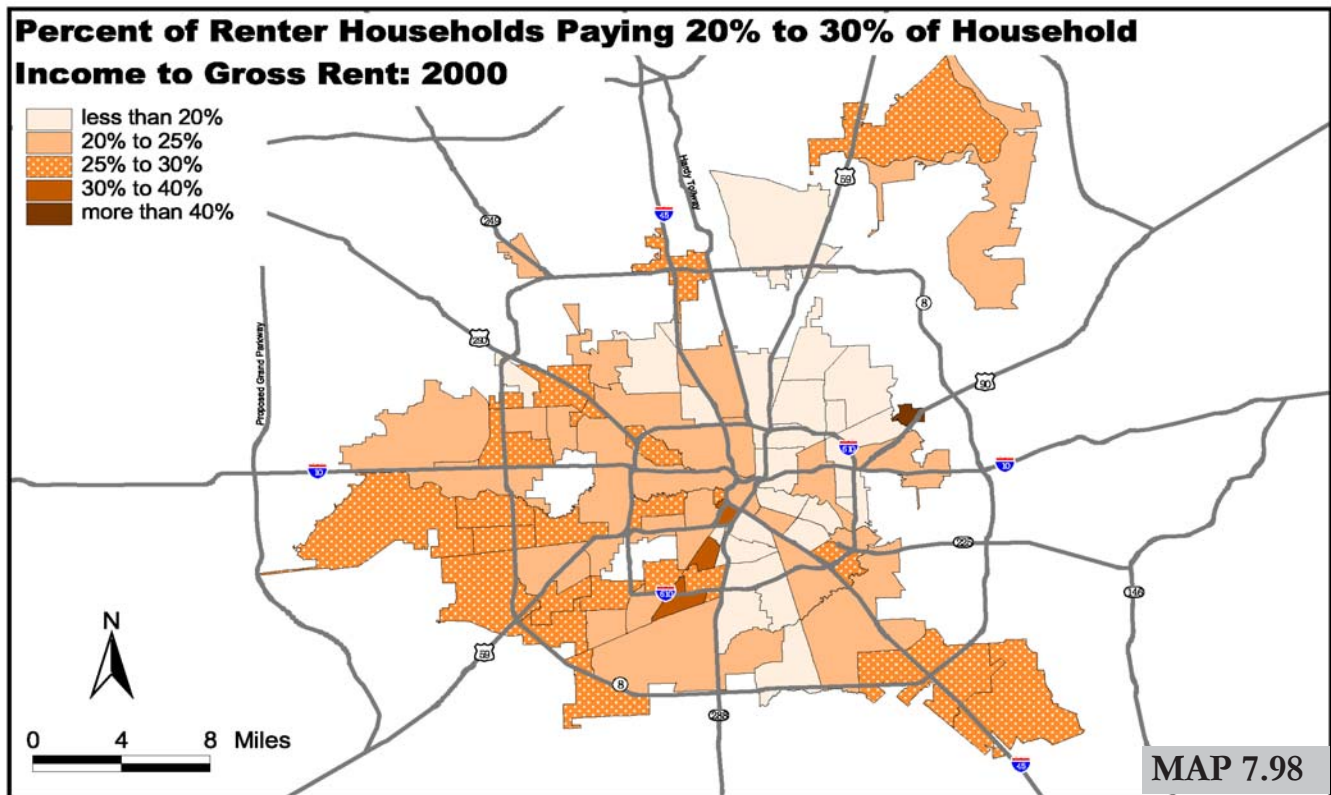 Percent of Renter Households Paying 20% to 30% of Household
Income to Gross Rent: 2000
less than 20%
20% to 25%
25% to 30%
30% to 40%
more than 40%
Hardy Tollway
59
45
249
8
290
Proposed Grand Parkway
90
610
10
10
225
146
610
N
59
8
288
45
0 4 8 Miles
MAP 7.98